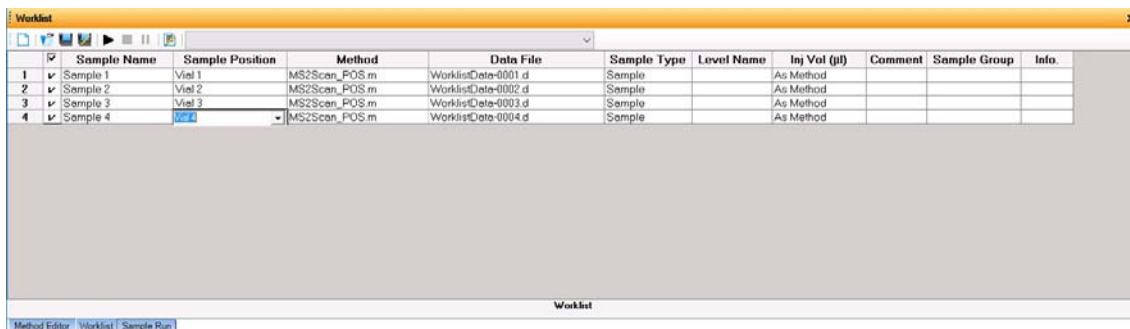 Worklist
Sample Name Sample Position Method Data File Sample Type Level Name Inj Vol (µl) Comment Sample Group Info.
1 Sample 1 Vial 1 MS2Scan_POS.m WorklistData-0001.d Sample As Method
2 Sample 2 Vial 2 MS2Scan_POS.m WorklistData-0002.d Sample As Method
3 Sample 3 Vial 3 MS2Scan_POS.m WorklistData-0003.d Sample As Method
4 Sample 4 Vial 4 MS2Scan_POS.m WorklistData-0004.d Sample As Method
Worklist
Method Editor Worklist Sample Run